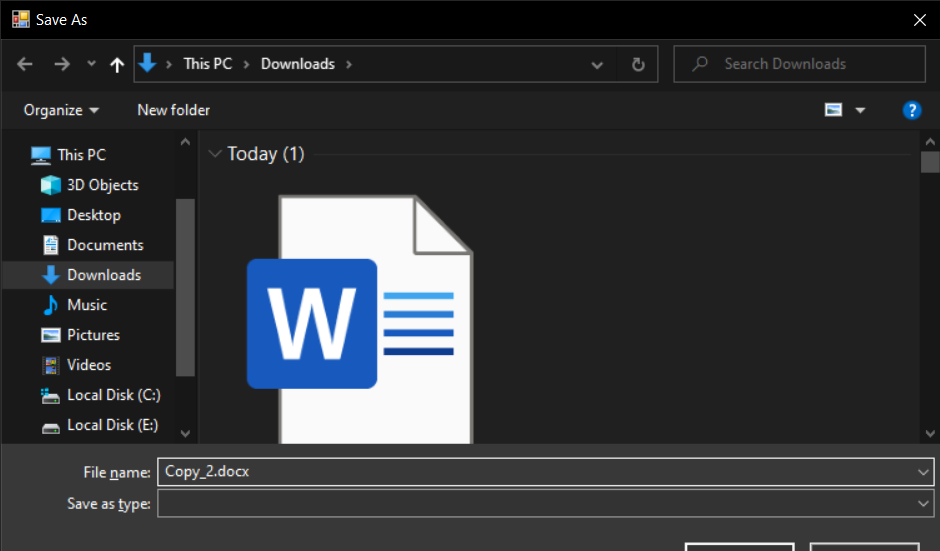 Save As
This PC > Downloads >
Search Downloads
Organize
New folder
?
This PC
3D Objects
Desktop
Documents
Downloads
Music
Pictures
Videos
Local Disk (C:)
Local Disk (E:)
Today (1)
W
File name: Copy_2.docx
Save as type: